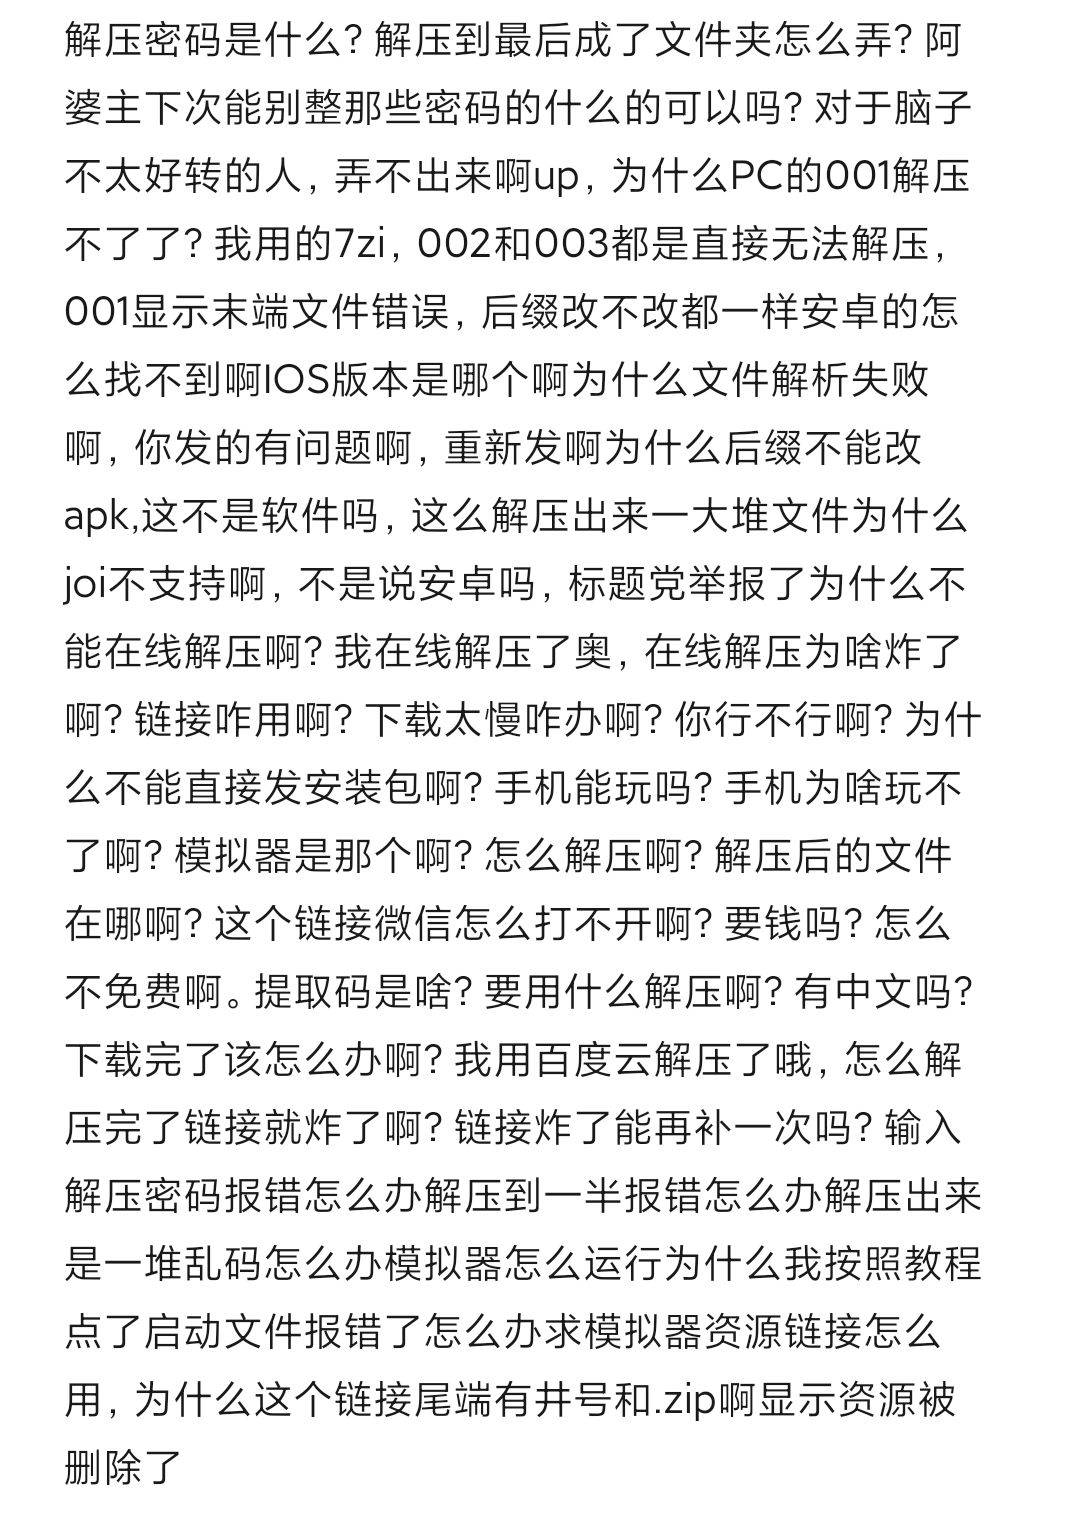 解压密码是什么? 解压到最后成了文件夹怎么弄? 阿
婆主下次能别整那些密码的什么的可以吗? 对于脑子
不太好转的人, 弄不出来啊up, 为什么PC的001解压
不了了? 我用的7zi, 002和003都是直接无法解压,
001显示末端文件错误, 后缀改不改都一样安卓的怎
么找不到啊IOS版本是哪个啊为什么文件解析失败
啊, 你发的有问题啊, 重新发啊为什么后缀不能改
apk,这不是软件吗, 这么解压出来一大堆文件为什么
joi不支持啊, 不是说安卓吗, 标题党举报了为什么不
能在线解压啊? 我在线解压了奥, 在线解压为啥炸了
啊? 链接咋用啊? 下载太慢咋办啊? 你行不行啊? 为什
么不能直接发安装包啊? 手机能玩吗? 手机为啥玩不
了啊? 模拟器是那个啊? 怎么解压啊? 解压后的文件
在哪啊? 这个链接微信怎么打不开啊? 要钱吗? 怎么
不免费啊。提取码是啥? 要用什么解压啊? 有中文吗?
下载完了该怎么办啊? 我用百度云解压了哦, 怎么解
压完了链接就炸了啊? 链接炸了能再补一次吗? 输入
解压密码报错怎么办解压到一半报错怎么办解压出来
是一堆乱码怎么办模拟器怎么运行为什么我按照教程
点了启动文件报错了怎么办求模拟器资源链接怎么
用, 为什么这个链接尾端有井号和.zip啊显示资源被
删除了